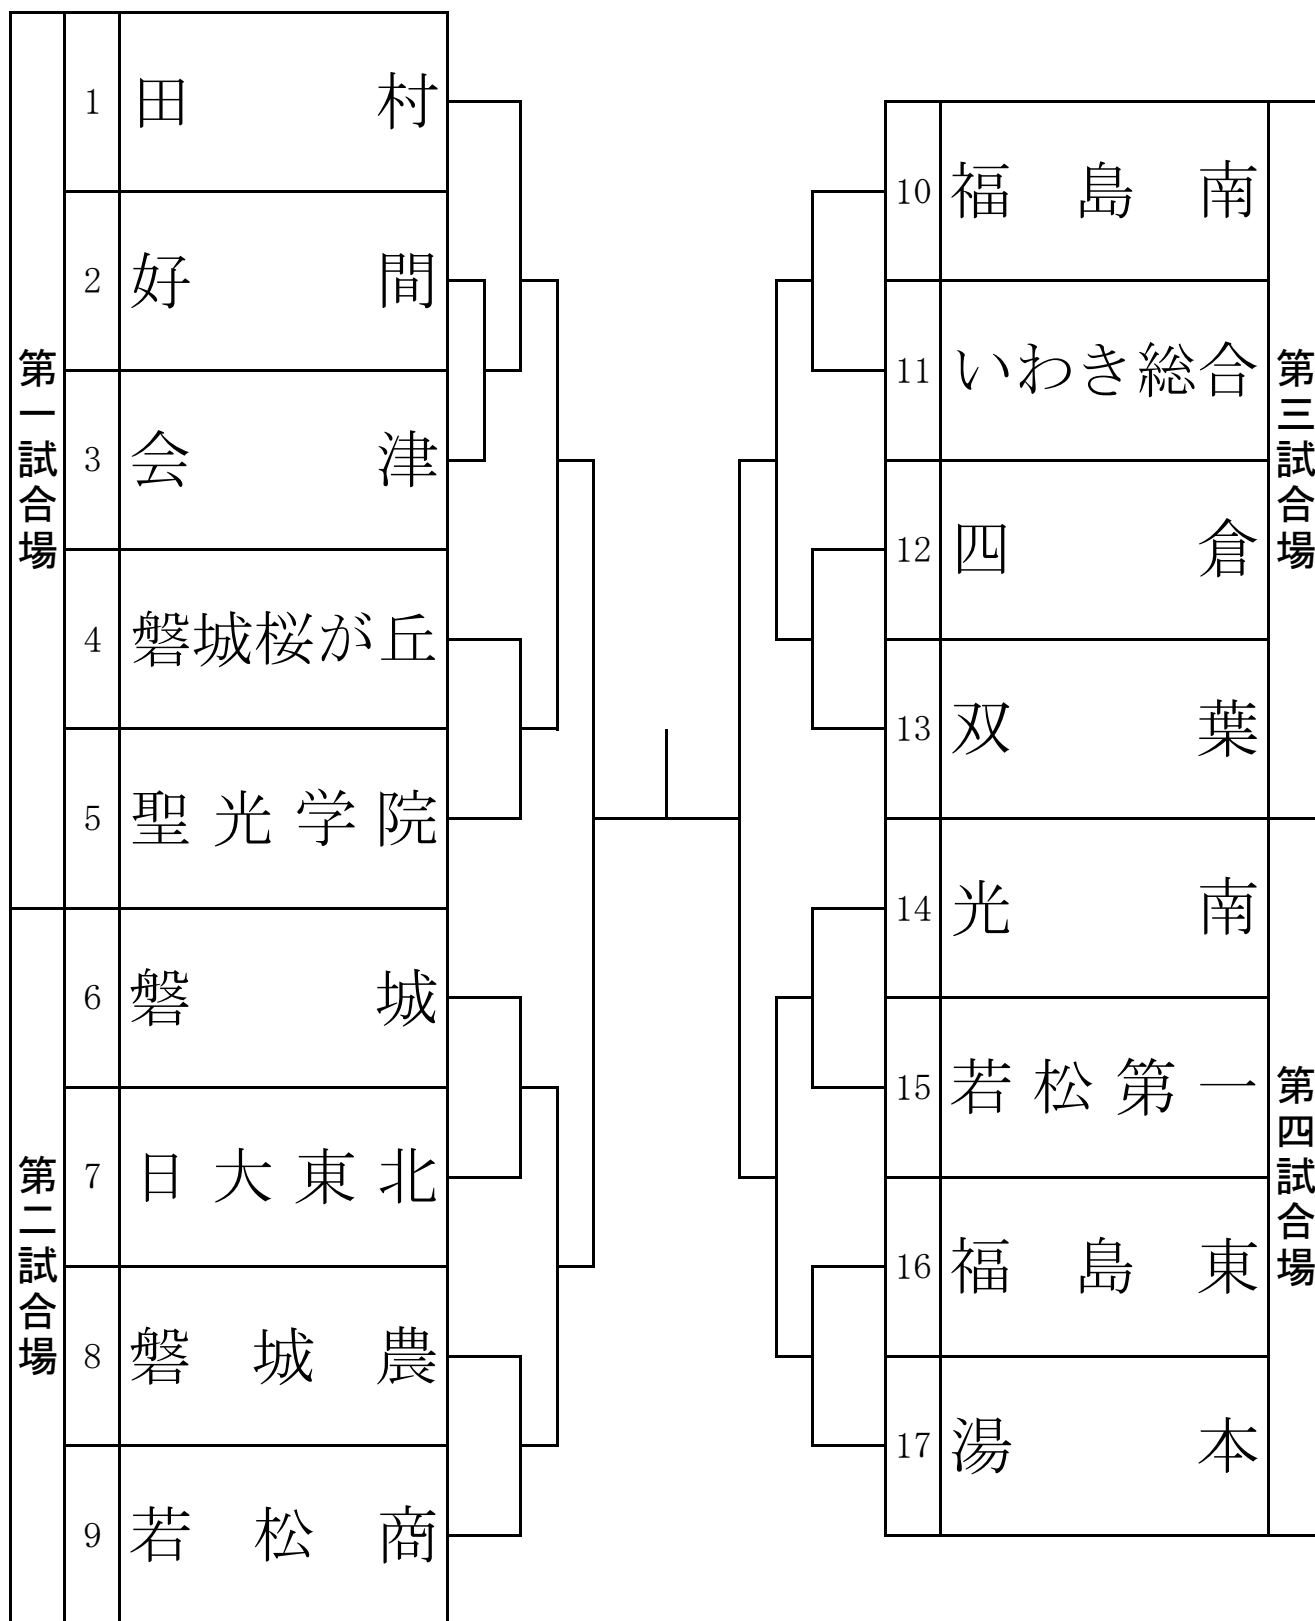 第一試合場
1 田村
2 好間
3 会津
4 磐城桜が丘
5 聖光学院
第二試合場
6 磐城
7 日大東北
8 磐城農
9 若松商
第三試合場
10 福島南
11 いわき総合
12 四倉
13 双葉
第四試合場
14 光南
15 若松第一
16 福島東
17 湯本